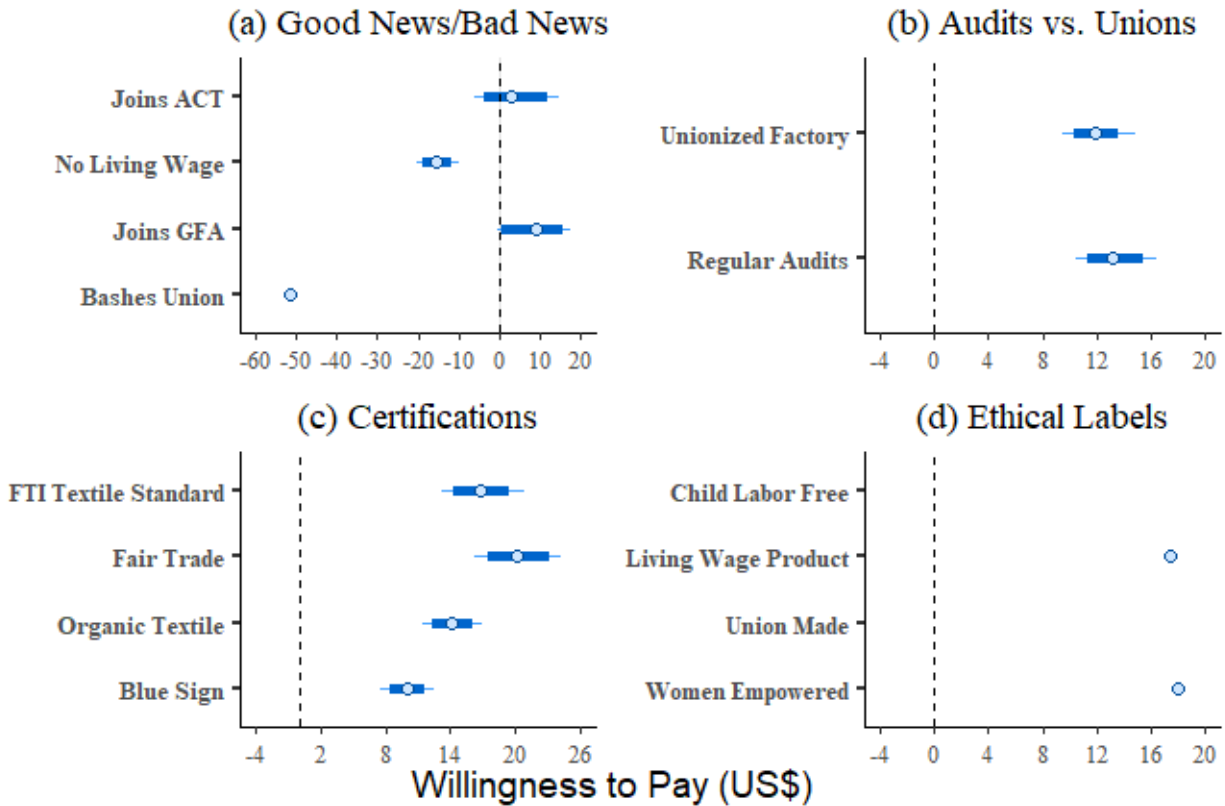 (a) Good News/Bad News
Joins ACT
No Living Wage
Joins GFA
Bashes Union
-60 -50 -40 -30 -20 -10 0 10 20
(b) Audits vs. Unions
Unionized Factory
Regular Audits
-4 0 4 8 12 16 20
(c) Certifications
FTI Textile Standard
Fair Trade
Organic Textile
Blue Sign
-4 2 8 14 20 26
(d) Ethical Labels
Child Labor Free
Living Wage Product
Union Made
Women Empowered
-4 0 4 8 12 16 20
Willingness to Pay (US$)